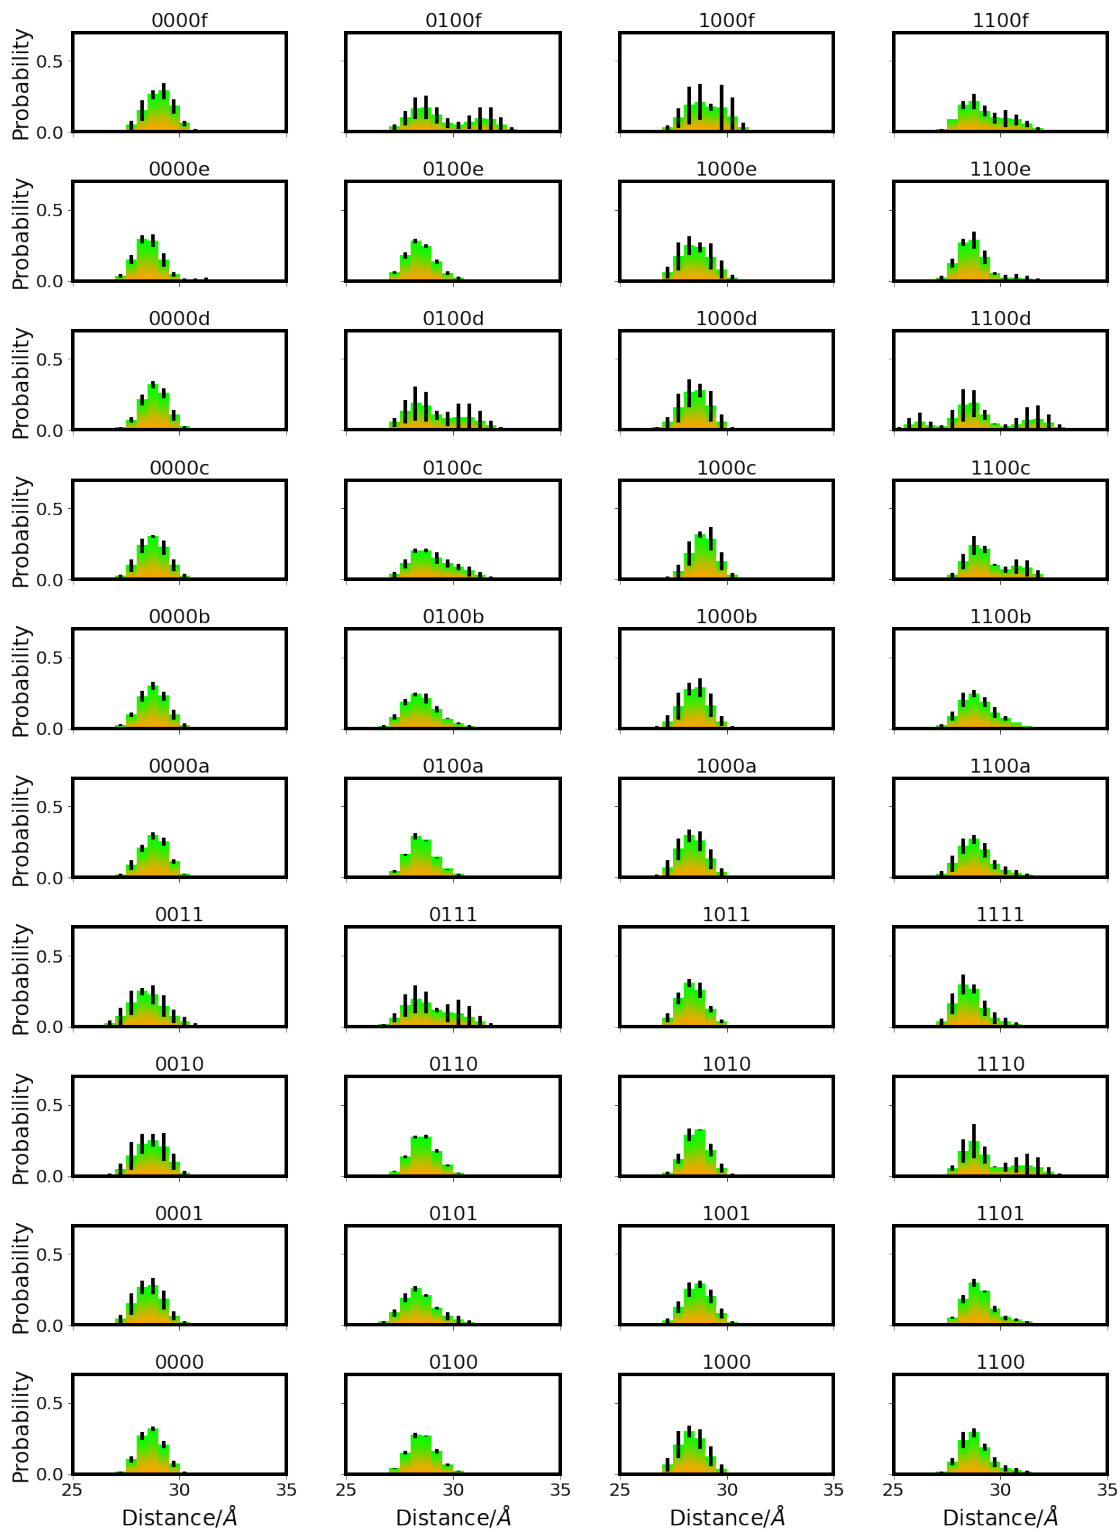 0000f 0100f 1000f 1100f
Probability
0.5
0.0
0000e 0100e 1000e 1100e
Probability
0.5
0.0
0000d 0100d 1000d 1100d
Probability
0.5
0.0
0000c 0100c 1000c 1100c
Probability
0.5
0.0
0000b 0100b 1000b 1100b
Probability
0.5
0.0
0000a 0100a 1000a 1100a
Probability
0.5
0.0
0011 0111 1011 1111
Probability
0.5
0.0
0010 0110 1010 1110
Probability
0.5
0.0
0001 0101 1001 1101
Probability
0.5
0.0
0000 0100 1000 1100
Probability
0.5
0.0
25 30 35 25 30 35 25 30 35 25 30 35
Distance/Å Distance/Å Distance/Å Distance/Å